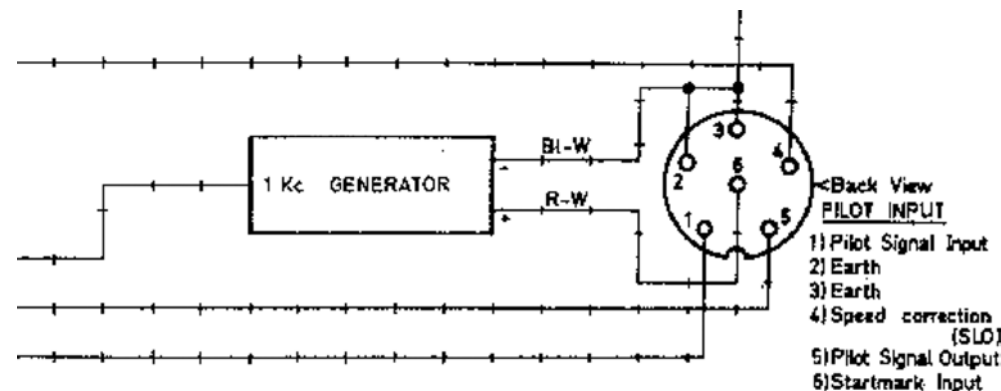 Bl-W
1 Kc GENERATOR
R-W
3
4
2
6
1
5
<Back View
PILOT INPUT
1) Pilot Signal Input
2) Earth
3) Earth
4) Speed correction
(SLO)
5) Pilot Signal Output
6) Startmark Input